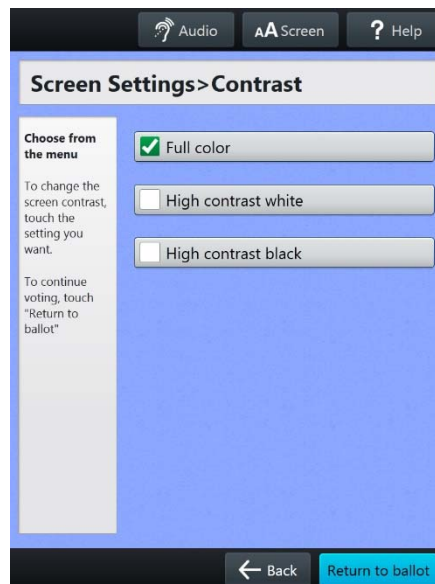 Audio
AA Screen
? Help
Screen Settings>Contrast
Choose from
the menu
To change the
screen contrast,
touch the
setting you
want.
To continue
voting, touch
"Return to
ballot"
Full color
High contrast white
High contrast black
Back
Return to ballot